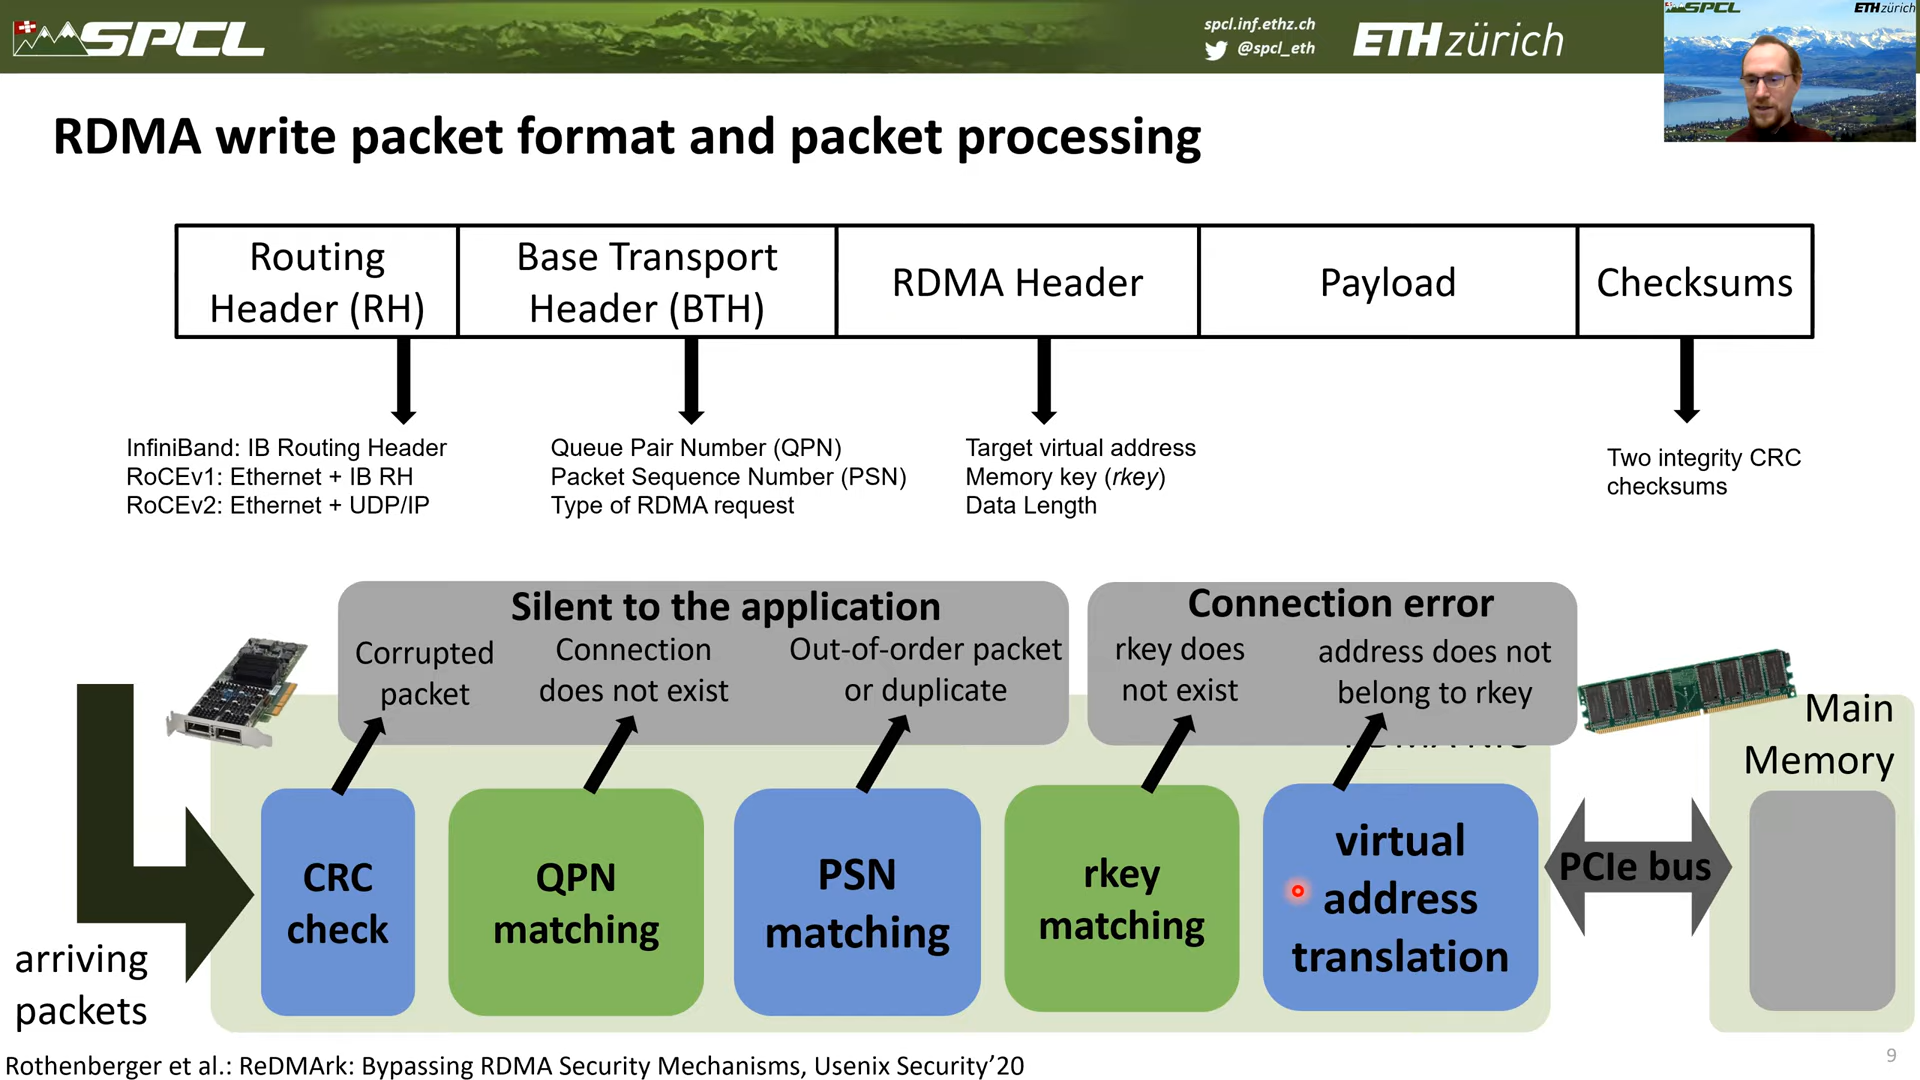 SPCL
spcl.inf.ethz.ch
@spcl_eth
ETHzürich
SPCL
ETHzürich
RDMA write packet format and packet processing
Routing
Header (RH)
Base Transport
Header (BTH)
RDMA Header
Payload
Checksums
InfiniBand: IB Routing Header
RoCEv1: Ethernet + IB RH
RoCEv2: Ethernet + UDP/IP
Queue Pair Number (QPN)
Packet Sequence Number (PSN)
Type of RDMA request
Target virtual address
Memory key (rkey)
Data Length
Two integrity CRC
checksums
Silent to the application
Corrupted
packet
Connection
does not exist
Out-of-order packet
or duplicate
Connection error
rkey does
not exist
address does not
belong to rkey
Main
Memory
CRC
check
QPN
matching
PSN
matching
rkey
matching
virtual
address
translation
PCIe bus
arriving
packets
Rothenberger et al.: ReDMArk: Bypassing RDMA Security Mechanisms, Usenix Security’20
9